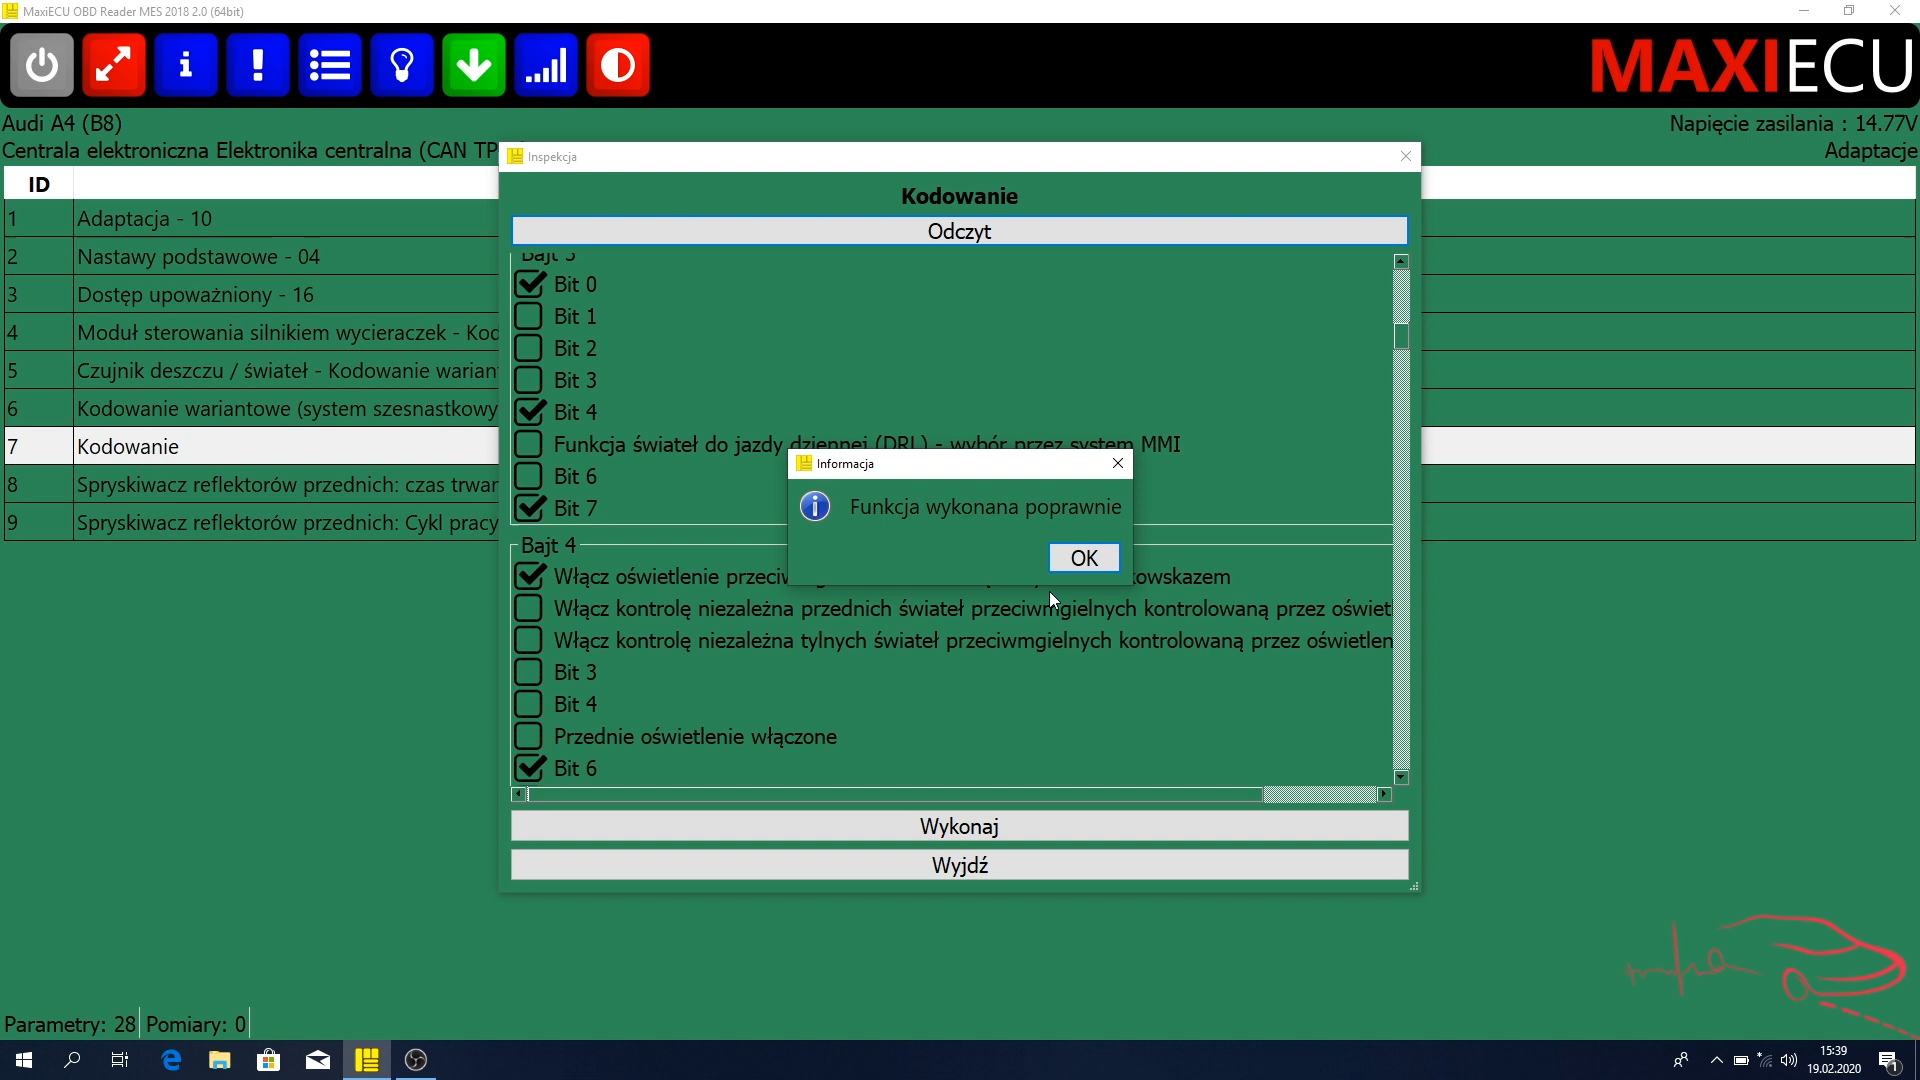 MaxiECU OBD Reader MES 2018 2.0 (64bit)
MAXIECU
Audi A4 (B8)
Napięcie zasilania : 14.77V
Centrala elektroniczna Elektronika centralna (CAN TP
Adaptacje
ID
1 Adaptacja - 10
2 Nastawy podstawowe - 04
3 Dostęp upoważniony - 16
4 Moduł sterowania silnikiem wycieraczek - Kod
5 Czujnik deszczu / świateł - Kodowanie warian
6 Kodowanie wariantowe (system szesnastkowy
7 Kodowanie
8 Spryskiwacz reflektorów przednich: czas trwar
9 Spryskiwacz reflektorów przednich: Cykl pracy
Inspekcja
Kodowanie
Odczyt
Bajt 3
Bit 0
Bit 1
Bit 2
Bit 3
Bit 4
Funkcja świateł do jazdy dziennej (DRL) - wybór przez system MMI
Bit 6
Bit 7
Informacja
Funkcja wykonana poprawnie
OK
Bajt 4
Włącz oświetlenie przeciw
kowskazem
Włącz kontrolę niezależna przednich świateł przeciwmgielnych kontrolowaną przez oświet
Włącz kontrolę niezależna tylnych świateł przeciwmgielnych kontrolowaną przez oświetlen
Bit 3
Bit 4
Przednie oświetlenie włączone
Bit 6
Wykonaj
Wyjdź
Parametry: 28 Pomiary: 0
15:39
19.02.2020
1